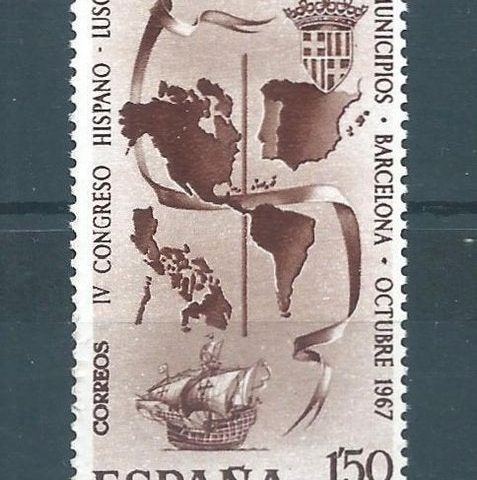 CORREOS IV CONGRESO HISPANO - LUSO
MUNICIPIOS • BARCELONA • OCTUBRE 1967
ESPAÑA
1'50